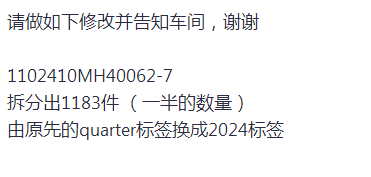 请做如下修改并告知车间，谢谢
1102410MH40062-7
拆分出1183件 （一半的数量）
由原先的quarter标签换成2024标签